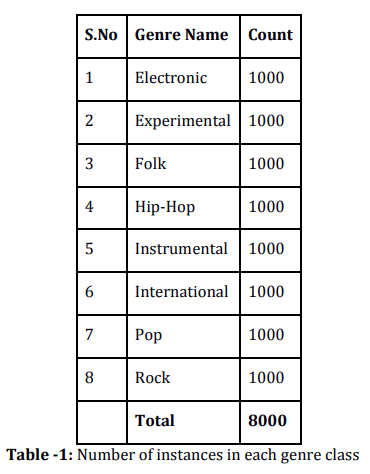 S.No Genre Name Count
1 Electronic 1000
2 Experimental 1000
3 Folk 1000
4 Hip-Hop 1000
5 Instrumental 1000
6 International 1000
7 Pop 1000
8 Rock 1000
Total 8000
Table -1: Number of instances in each genre class